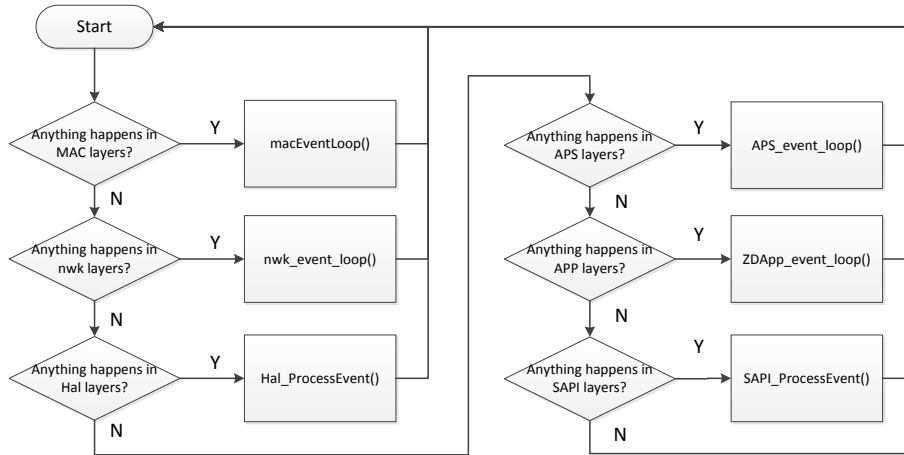 Start
Anything happens in
MAC layers?
Y
macEventLoop()
N
Anything happens in
nwk layers?
Y
nwk_event_loop()
N
Anything happens in
Hal layers?
Y
Hal_ProcessEvent()
N
Anything happens in
APS layers?
Y
APS_event_loop()
N
Anything happens in
APP layers?
Y
ZDApp_event_loop()
N
Anything happens in
SAPI layers?
Y
SAPI_ProcessEvent()
N